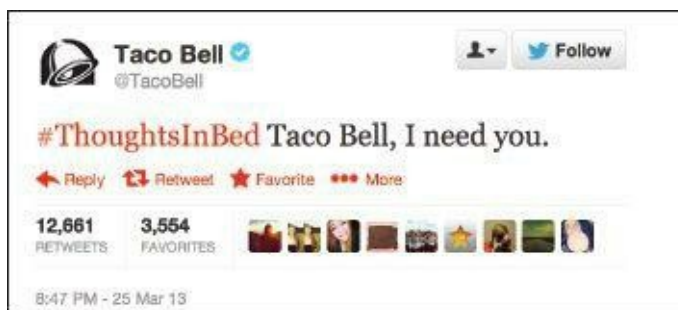 Taco Bell
@TacoBell
Follow
#ThoughtsInBed Taco Bell, I need you.
Reply Retweet Favorite More
12,661 3,554
RETWEETS FAVORITES
8:47 PM - 25 Mar 13